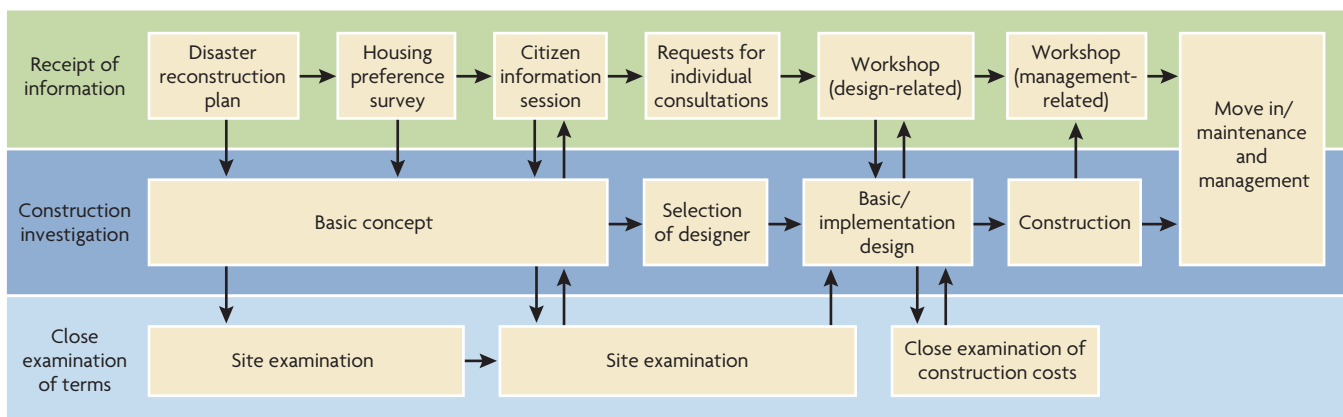 Receipt of
information
Disaster
reconstruction
plan
Housing
preference
survey
Citizen
information
session
Requests for
individual
consultations
Workshop
(design-related)
Workshop
(management-
related)
Move in/
maintenance
and
management
Construction
investigation
Basic concept
Selection
of designer
Basic/
implementation
design
Construction
Close
examination
of terms
Site examination
Site examination
Close examination of
construction costs